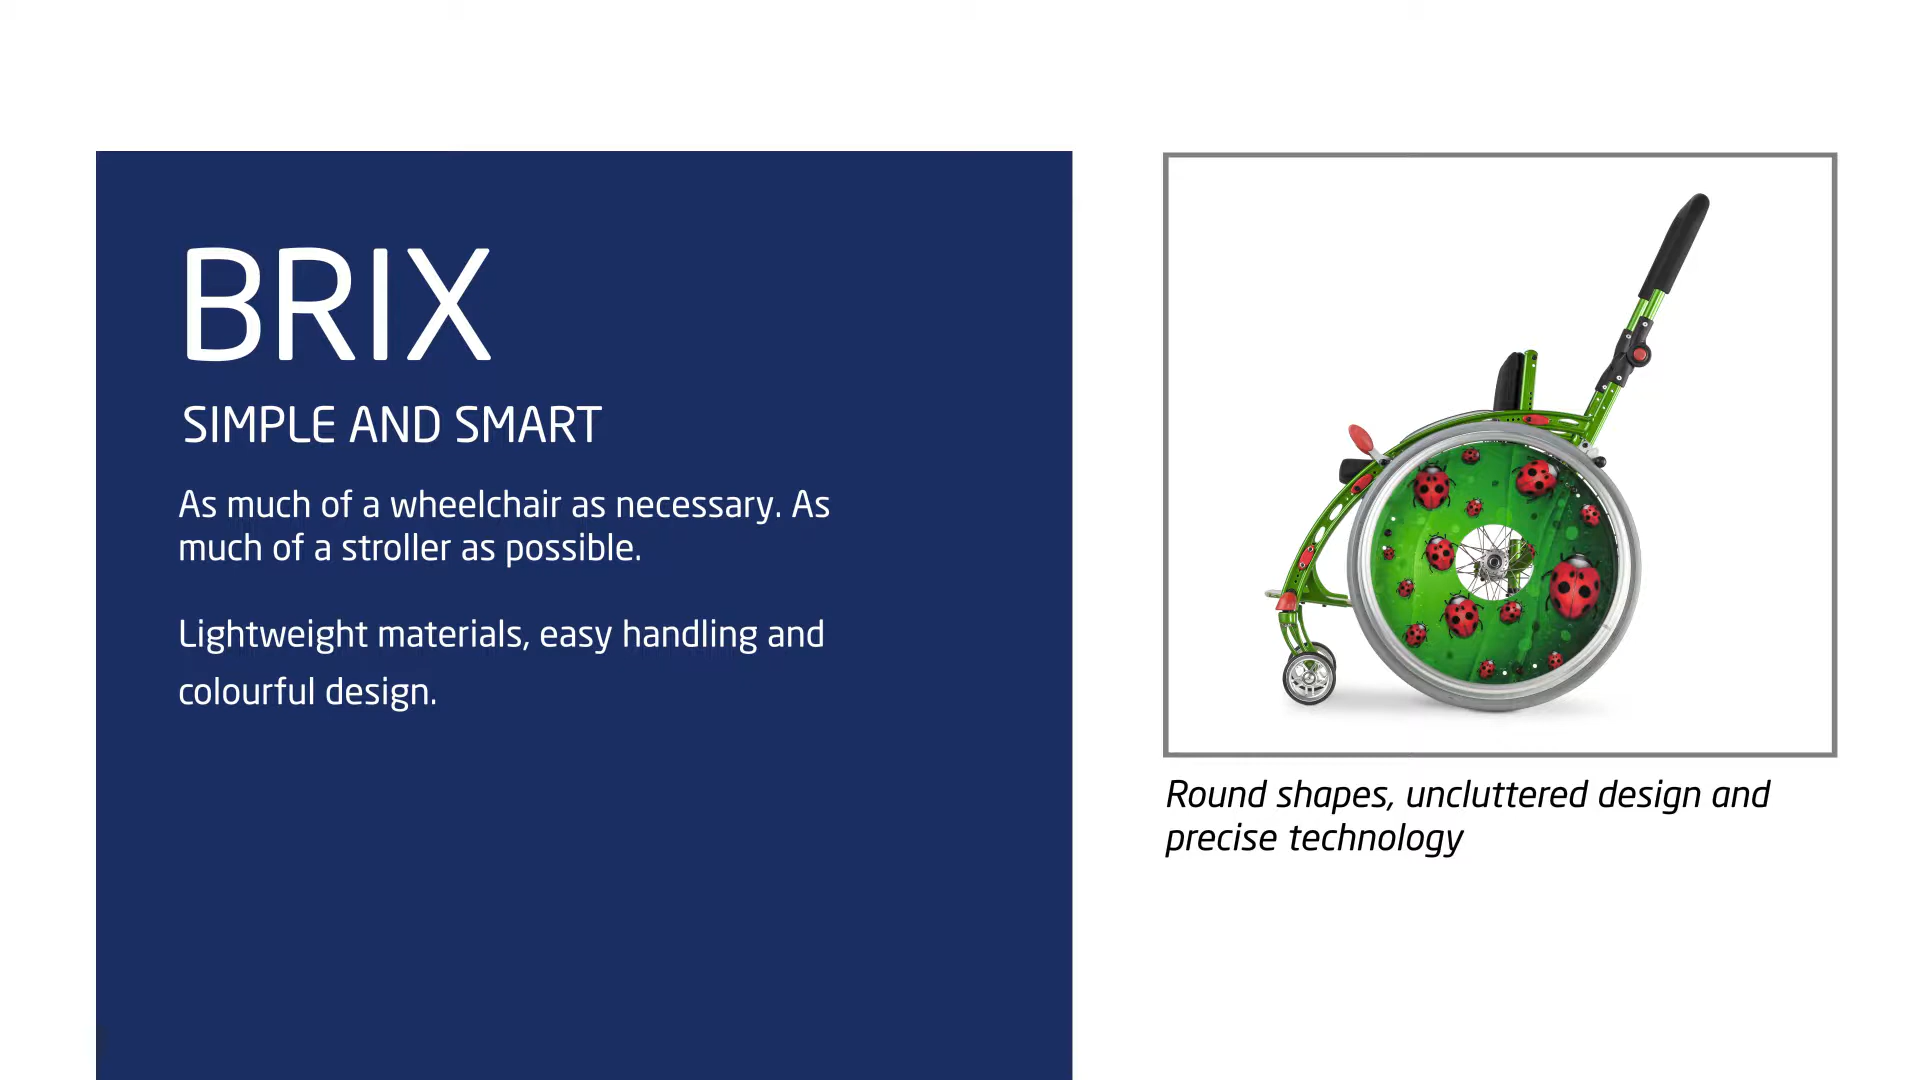 BRIX
SIMPLE AND SMART
As much of a wheelchair as necessary. As
much of a stroller as possible.
Lightweight materials, easy handling and
colourful design.
Round shapes, uncluttered design and
precise technology